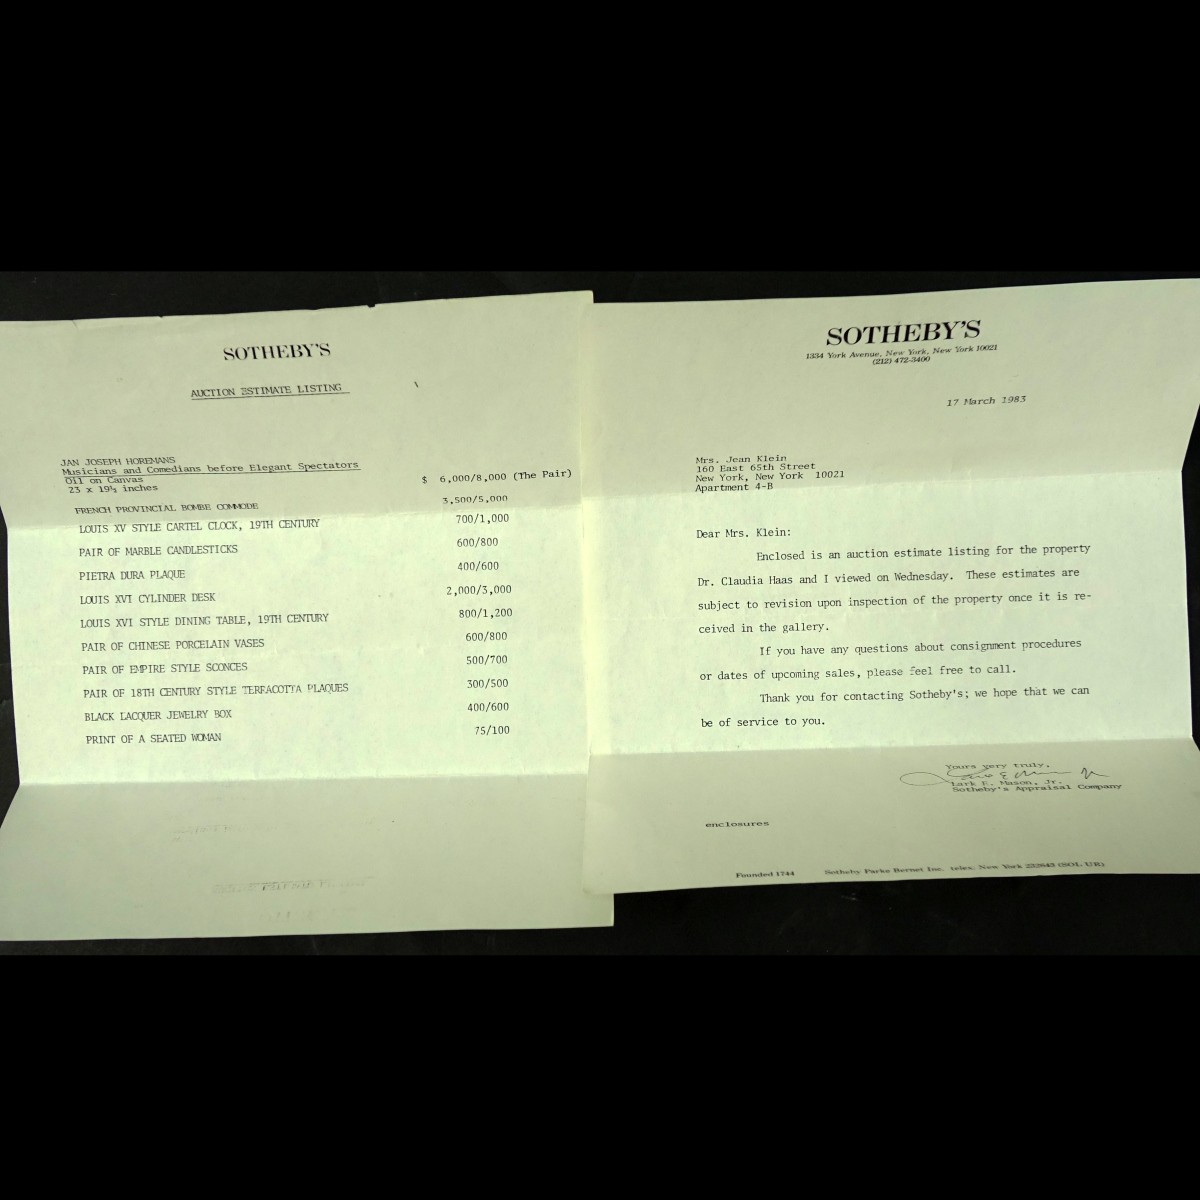 SOTHEBY'S
AUCTION ESTIMATE LISTING
JAN JOSEPH HOREMANS
Musicians and Comedians before Elegant Spectators
Oil on Canvas
23 x 19½ inches
$ 6,000/8,000 (The Pair)
FRENCH PROVINCIAL BOMBE COMMODE 3,500/5,000
LOUIS XV STYLE CARTEL CLOCK, 19TH CENTURY 700/1,000
PAIR OF MARBLE CANDLESTICKS 600/800
PIETRA DURA PLAQUE 400/600
LOUIS XVI CYLINDER DESK 2,000/3,000
LOUIS XVI STYLE DINING TABLE, 19TH CENTURY 800/1,200
PAIR OF CHINESE PORCELAIN VASES 600/800
PAIR OF EMPIRE STYLE SCONCES 500/700
PAIR OF 18TH CENTURY STYLE TERRACOTTA PLAQUES 300/500
BLACK LACQUER JEWELRY BOX 400/600
PRINT OF A SEATED WOMAN 75/100
SOTHEBY'S
1334 York Avenue, New York, New York 10021
(212) 472-3400
17 March 1983
Mrs. Jean Klein
160 East 65th Street
New York, New York 10021
Apartment 4-B
Dear Mrs. Klein:
Enclosed is an auction estimate listing for the property
Dr. Claudia Haas and I viewed on Wednesday. These estimates are
subject to revision upon inspection of the property once it is re-
ceived in the gallery.
If you have any questions about consignment procedures
or dates of upcoming sales, please feel free to call.
Thank you for contacting Sotheby's; we hope that we can
be of service to you.
Yours very truly,
Lark E. Mason, Jr.
Sotheby's Appraisal Company
enclosures
Founded 1744 Sotheby Parke Bernet Inc. telex: New York